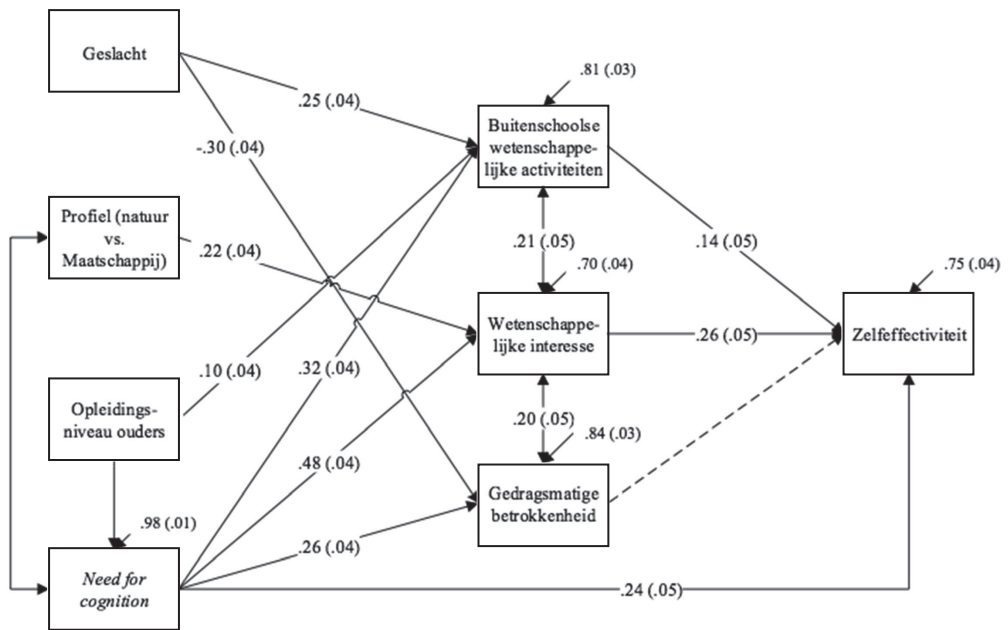 Geslacht
.81 (.03)
.25 (.04)
Buitenschoolse
wetenschappe-
lijke activiteiten
-.30 (.04)
Profiel (natuur
vs.
Maatschappij)
.22 (.04)
.21 (.05)
.14 (.05)
.70 (.04)
.75 (.04)
Wetenschappe-
lijke interesse
.26 (.05)
Zelfeffectiviteit
.10 (.04)
.32 (.04)
Opleidings-
niveau ouders
.20 (.05)
.84 (.03)
.48 (.04)
Gedragsmatige
betrokkenheid
.98 (.01)
.26 (.04)
Need for
cognition
.24 (.05)